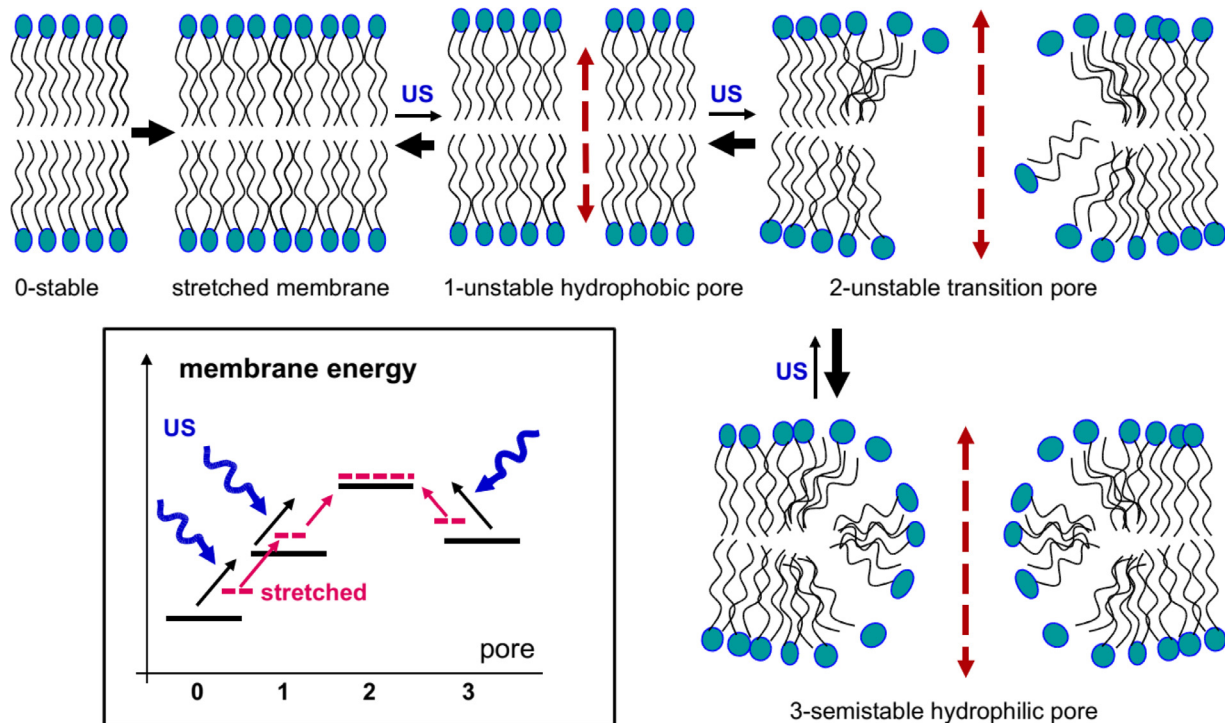 US
US
0-stable
stretched membrane
1-unstable hydrophobic pore
2-unstable transition pore
US
membrane energy
US
stretched
pore
0
1
2
3
3-semistable hydrophilic pore